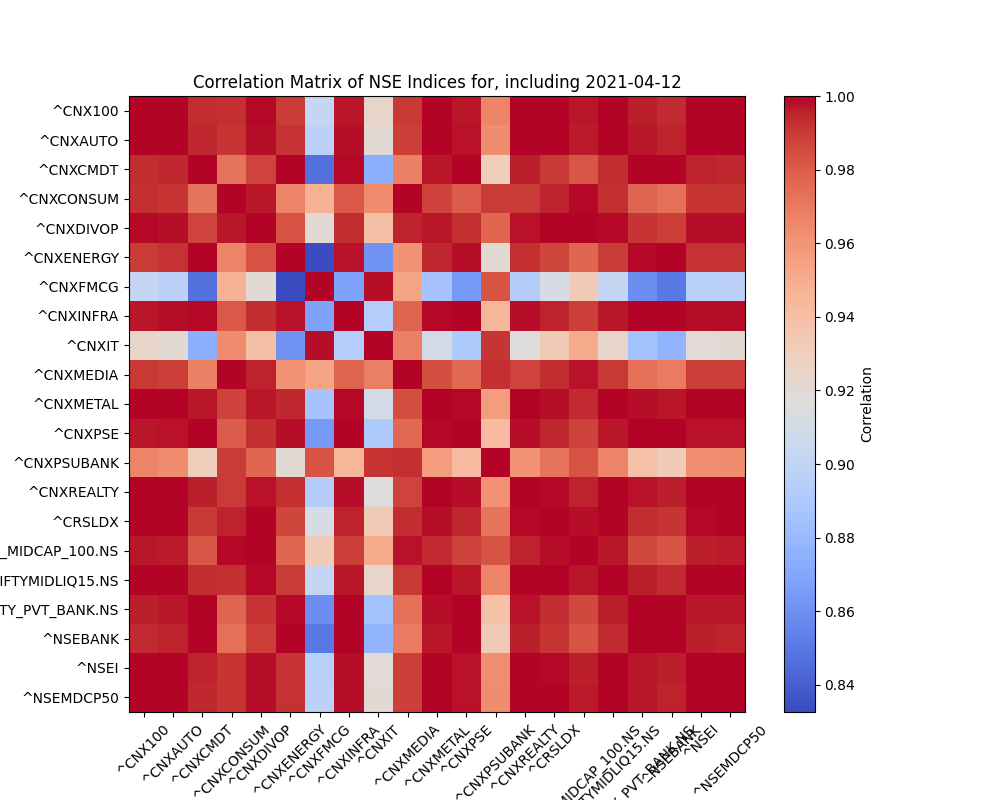 Correlation Matrix of NSE Indices for, including 2021-04-12
^CNX100
^CNXAUTO
^CNXCMDT
^CNXCONSUM
^CNXDIVOP
^CNXENERGY
^CNXFMCG
^CNXINFRA
^CNXIT
^CNXMEDIA
^CNXMETAL
^CNXPSE
^CNXPSUBANK
^CNXREALTY
^CRSLDX
_MIDCAP_100.NS
IFTYMIDLIQ15.NS
TY_PVT_BANK.NS
^NSEBANK
^NSEI
^NSEMDCP50
^CNX100
^CNXAUTO
^CNXCMDT
^CNXCONSUM
^CNXDIVOP
^CNXENERGY
^CNXFMCG
^CNXINFRA
^CNXIT
^CNXMEDIA
^CNXMETAL
^CNXPSE
^CNXPSUBANK
^CNXREALTY
^CRSLDX
MIDCAP_100.NS
TYMIDLIQ15.NS
_PVT_BANK.NS
^NSEBANK
^NSEI
^NSEMDCP50
1.00
0.98
0.96
0.94
0.92
0.90
0.88
0.86
0.84
Correlation